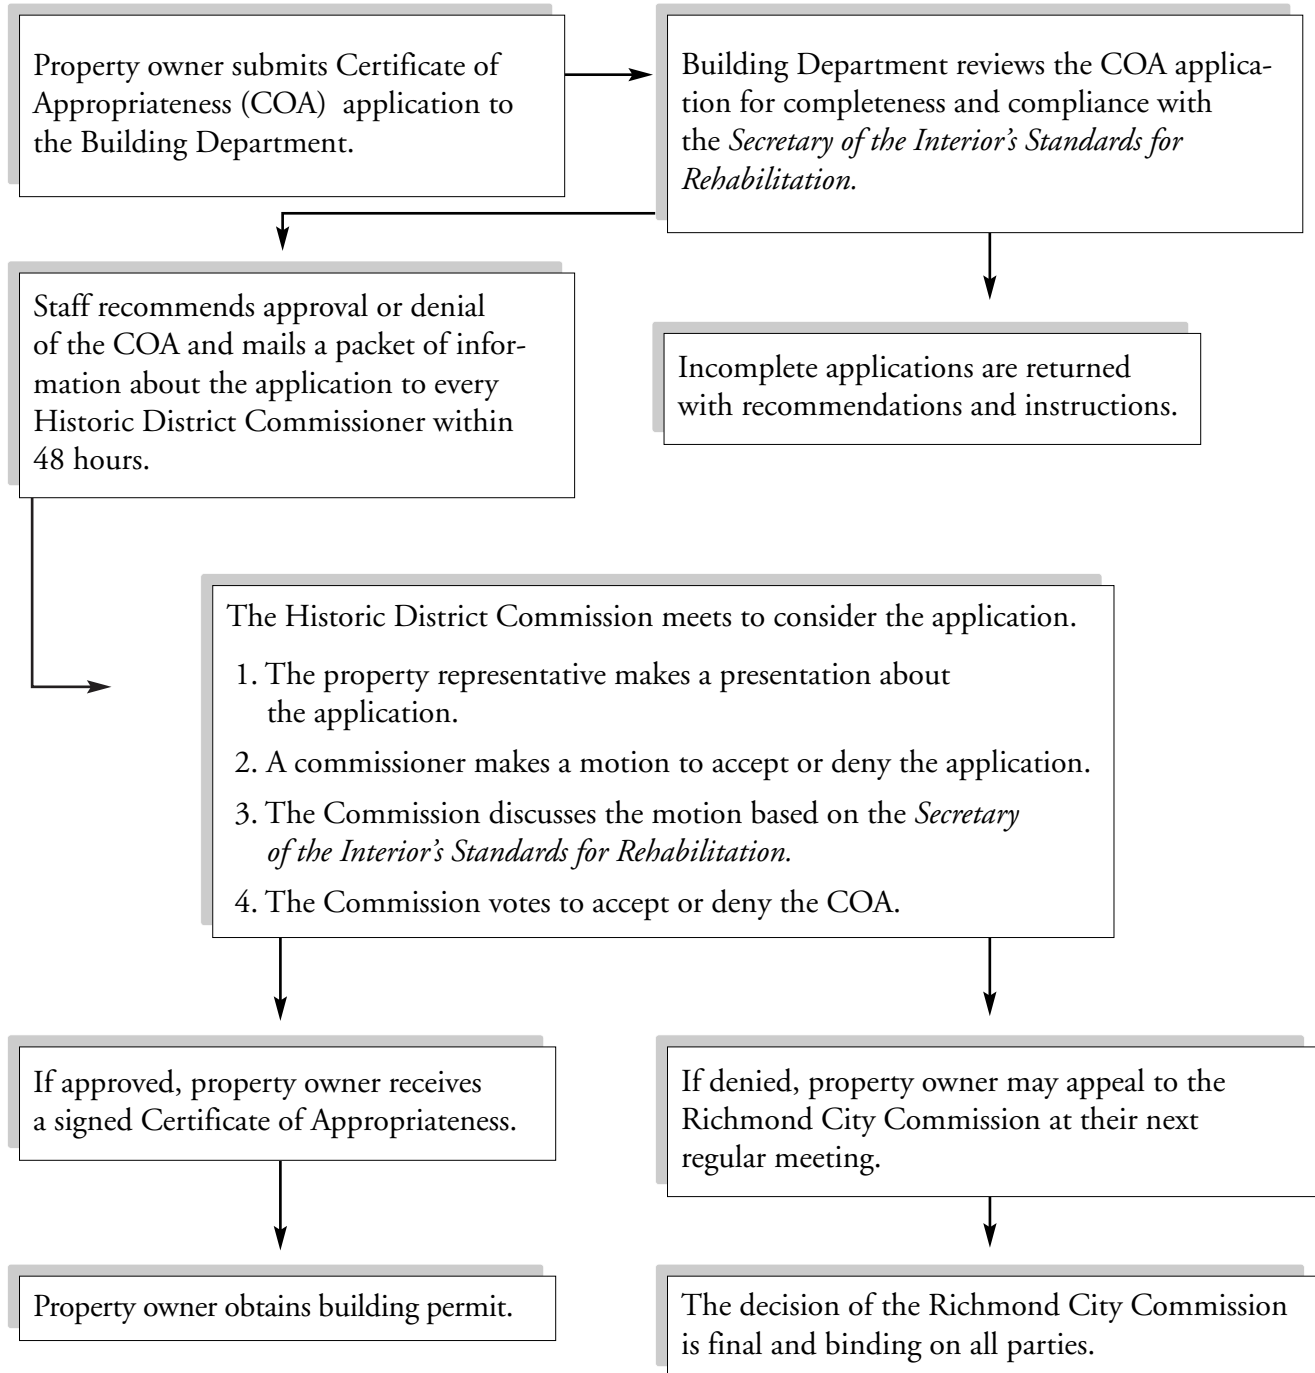 Property owner submits Certificate of
Appropriateness (COA) application to
the Building Department.
Building Department reviews the COA applica-
tion for completeness and compliance with
the Secretary of the Interior’s Standards for
Rehabilitation.
Staff recommends approval or denial
of the COA and mails a packet of infor-
mation about the application to every
Historic District Commissioner within
48 hours.
Incomplete applications are returned
with recommendations and instructions.
The Historic District Commission meets to consider the application.
1. The property representative makes a presentation about
the application.
2. A commissioner makes a motion to accept or deny the application.
3. The Commission discusses the motion based on the Secretary
of the Interior’s Standards for Rehabilitation.
4. The Commission votes to accept or deny the COA.
If approved, property owner receives
a signed Certificate of Appropriateness.
If denied, property owner may appeal to the
Richmond City Commission at their next
regular meeting.
Property owner obtains building permit.
The decision of the Richmond City Commission
is final and binding on all parties.